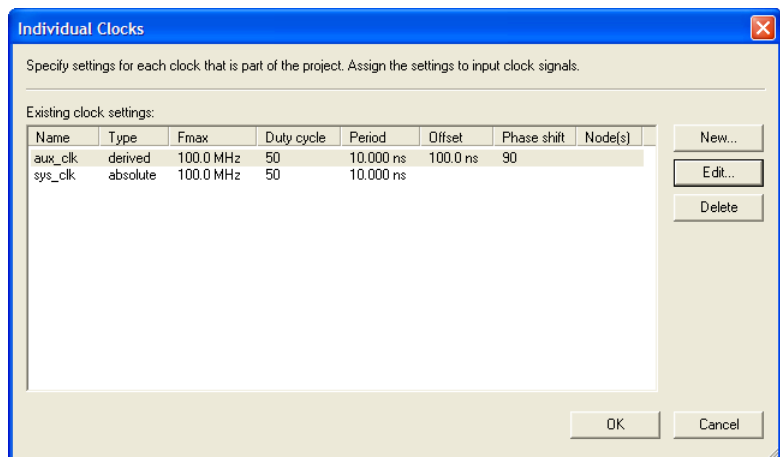 Individual Clocks
Specify settings for each clock that is part of the project. Assign the settings to input clock signals.
Existing clock settings:
Name Type Fmax Duty cycle Period Offset Phase shift Node(s)
aux_clk derived 100.0 MHz 50 10.000 ns 100.0 ns 90
sys_clk absolute 100.0 MHz 50 10.000 ns
New...
Edit...
Delete
OK Cancel